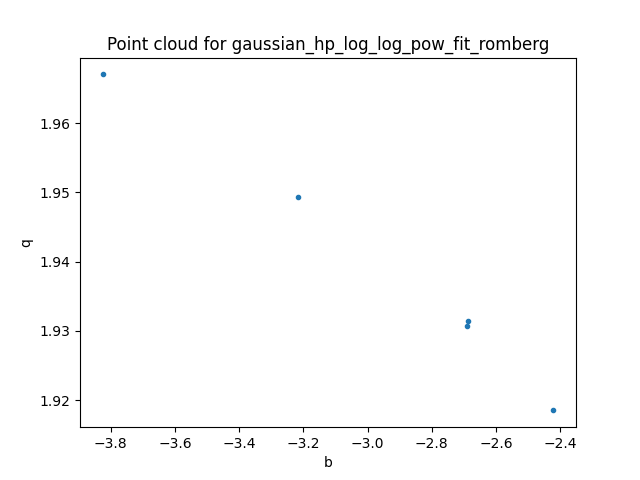 Point cloud for gaussian_hp_log_log_pow_fit_romberg
1.96
1.95
1.94
1.93
1.92
q
−3.8 −3.6 −3.4 −3.2 −3.0 −2.8 −2.6 −2.4
b